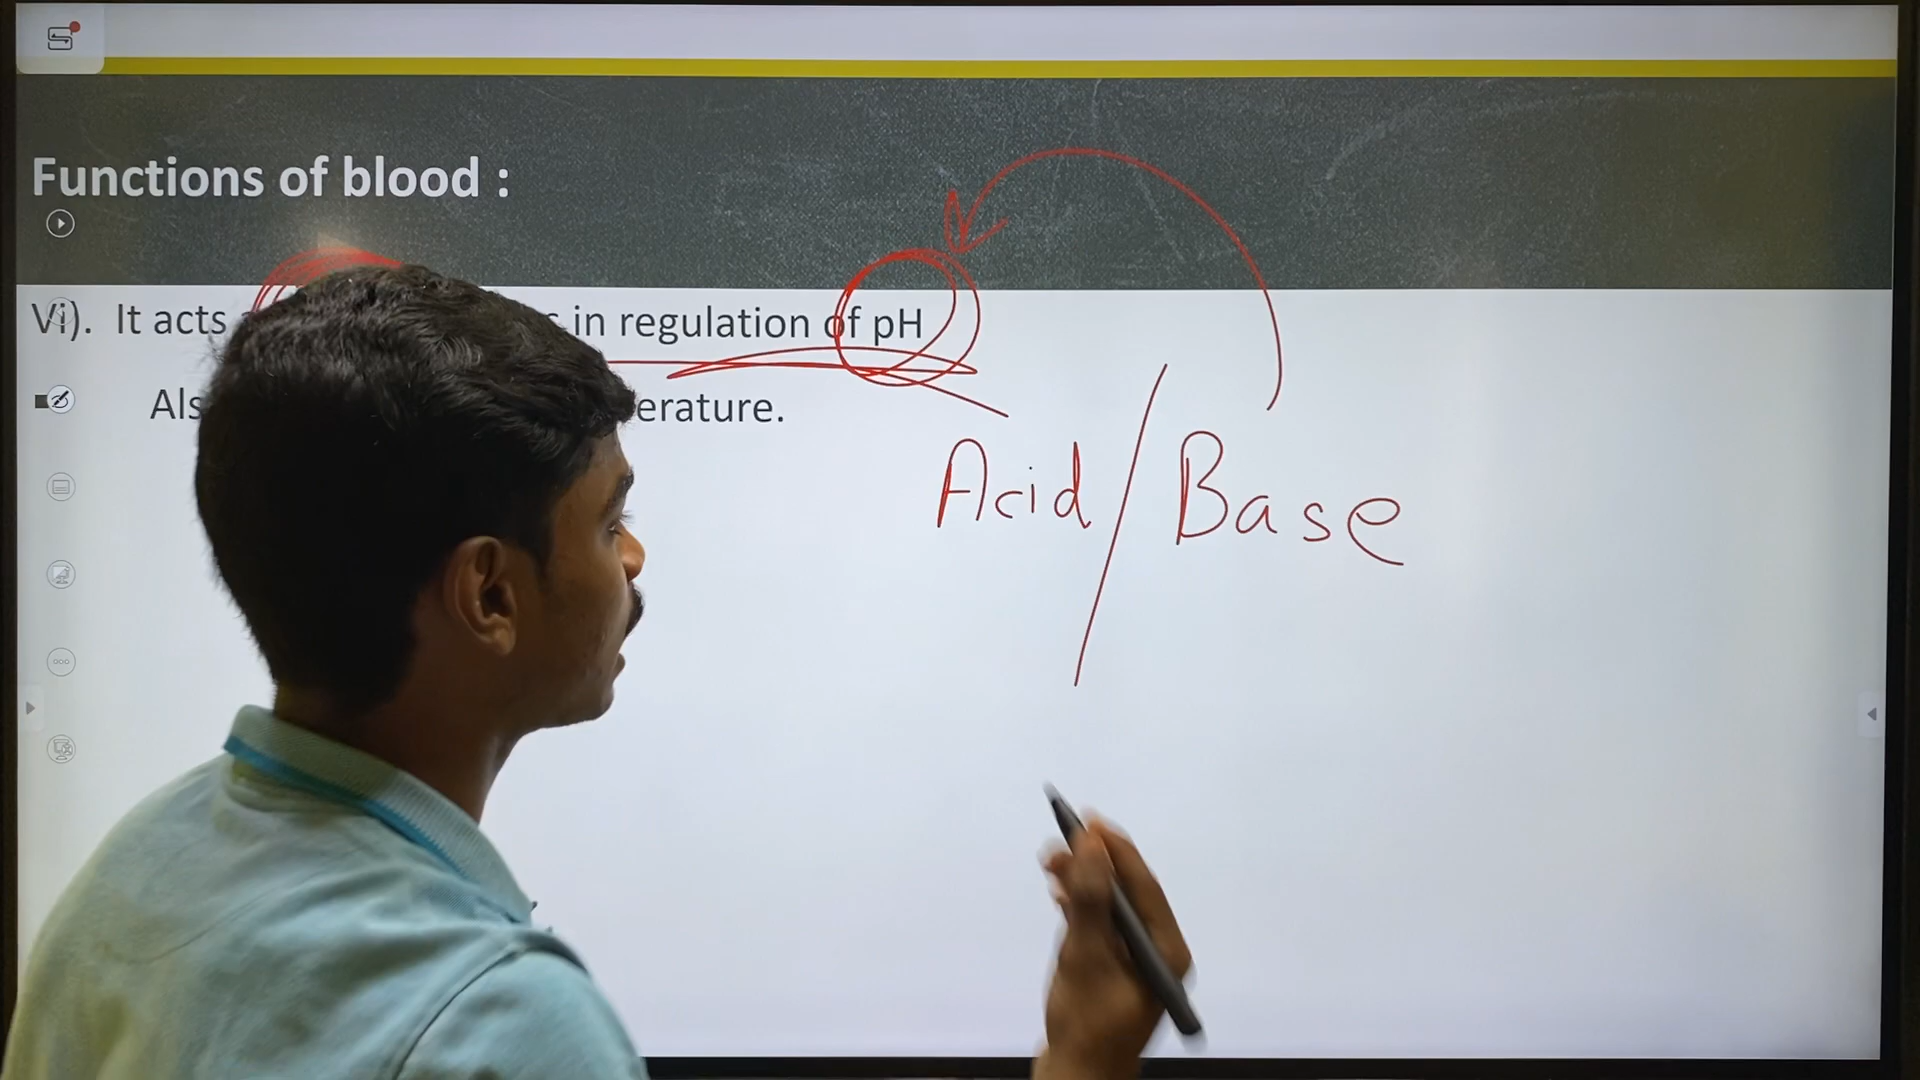 Functions of blood :
Vi). It acts in regulation of pH
Als erature.
Acid / Base